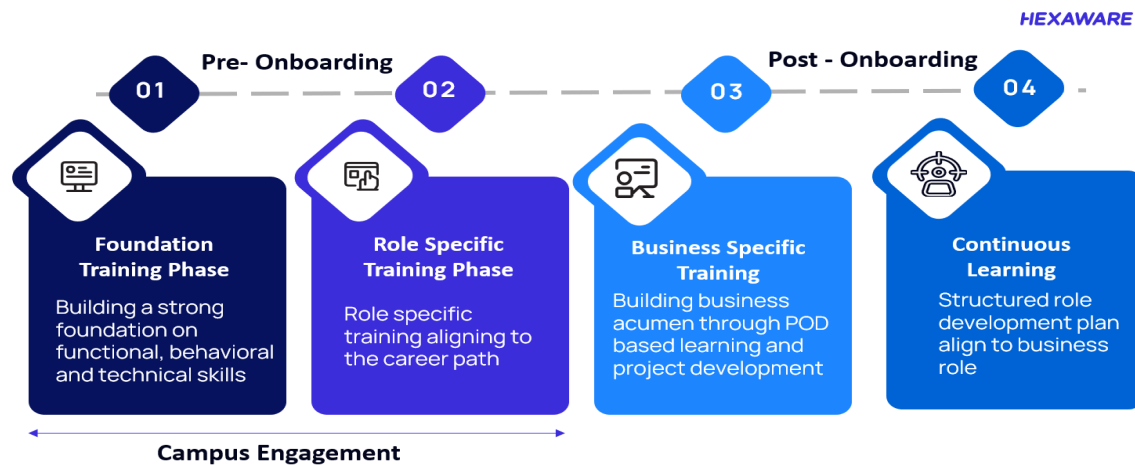 HEXAWARE
Pre- Onboarding
Post - Onboarding
01
02
03
04
Foundation
Training Phase
Building a strong
foundation on
functional, behavioral
and technical skills
Role Specific
Training Phase
Role specific
training aligning to
the career path
Business Specific
Training
Building business
acumen through POD
based learning and
project development
Continuous
Learning
Structured role
development plan
align to business
role
Campus Engagement